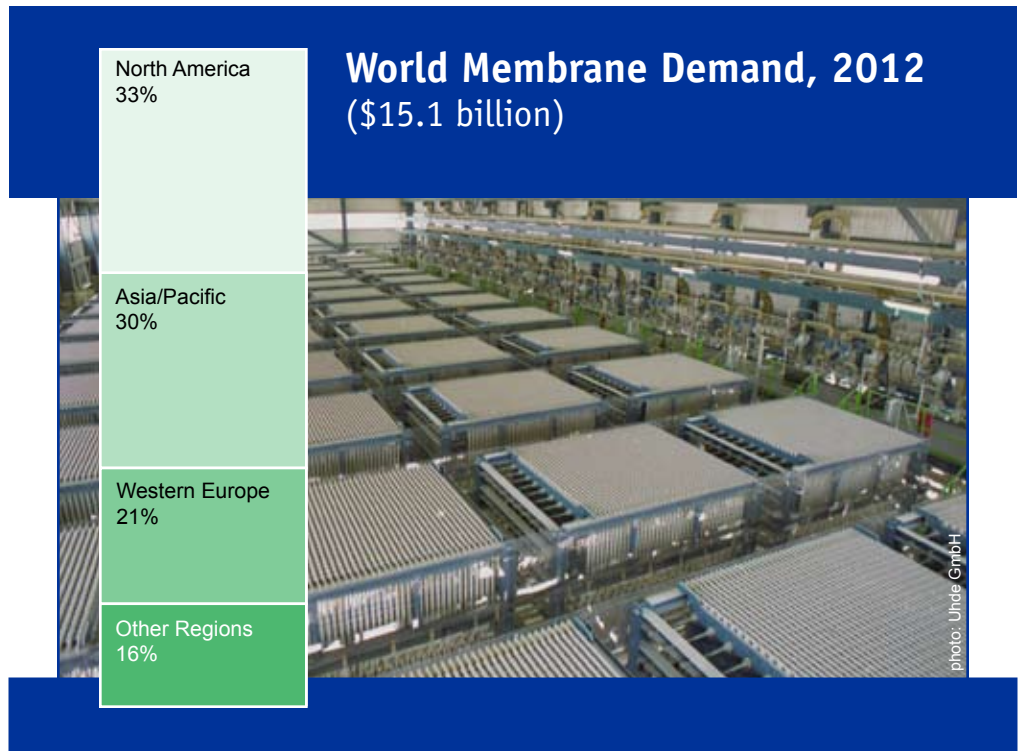 World Membrane Demand, 2012
($15.1 billion)
North America
33%
Asia/Pacific
30%
Western Europe
21%
Other Regions
16%
photo: Uhde GmbH